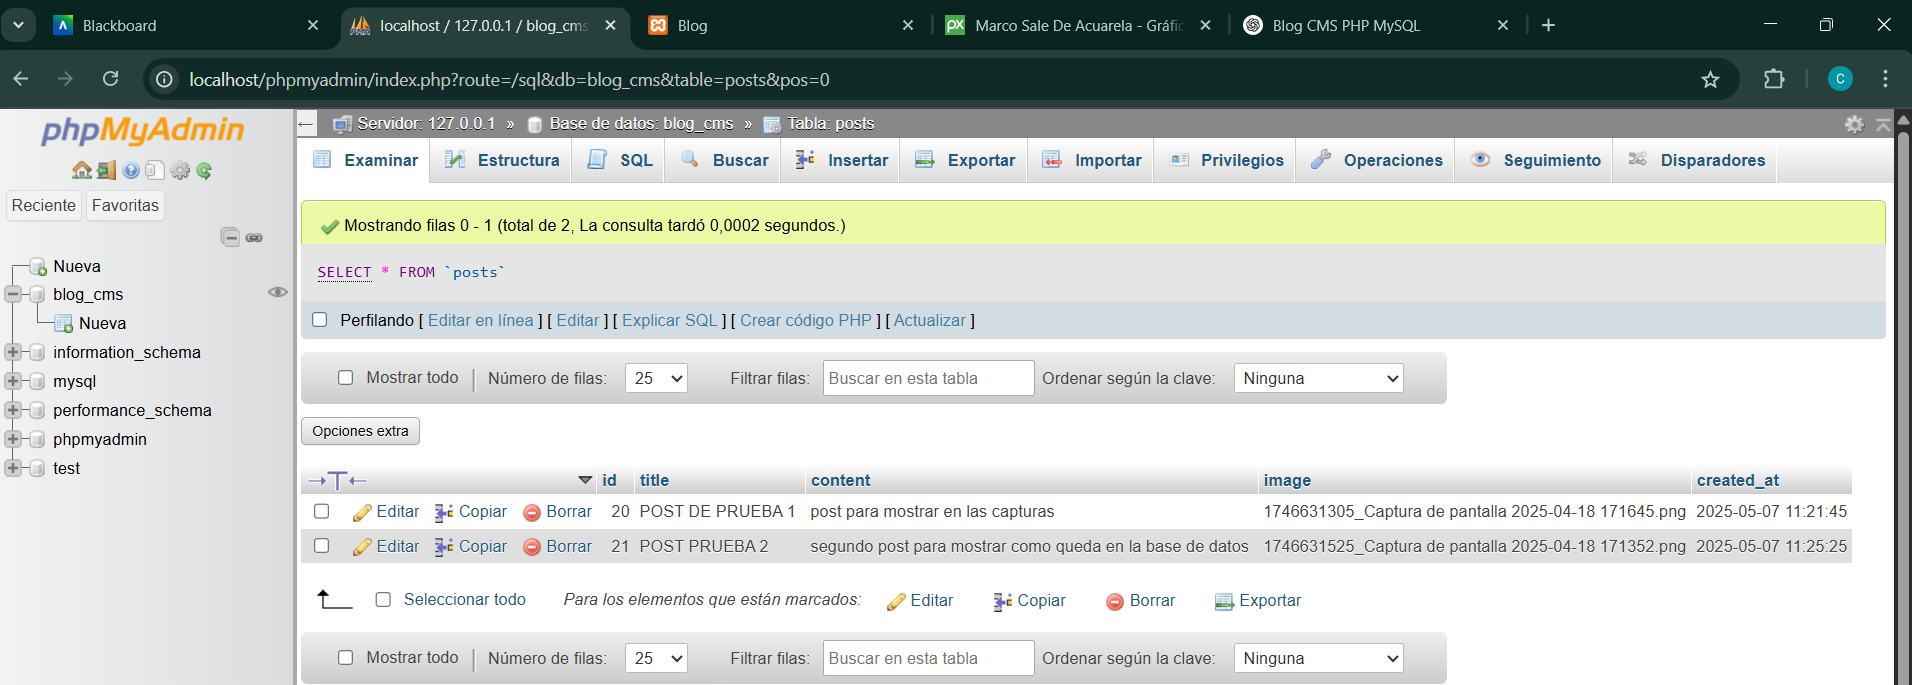 Blackboard
localhost / 127.0.0.1 / blog_cms
Blog
Marco Sale De Acuarela - Gráfic
Blog CMS PHP MySQL
localhost/phpmyadmin/index.php?route=/sql&db=blog_cms&table=posts&pos=0
C
phpMyAdmin
Reciente Favoritas
Nueva
blog_cms
Nueva
information_schema
mysql
performance_schema
phpmyadmin
test
Servidor: 127.0.0.1 » Base de datos: blog_cms » Tabla: posts
Examinar Estructura SQL Buscar Insertar Exportar Importar Privilegios Operaciones Seguimiento Disparadores
Mostrando filas 0 - 1 (total de 2, La consulta tardó 0,0002 segundos.)
SELECT * FROM `posts`
Perfilando [ Editar en línea ] [ Editar ] [ Explicar SQL ] [ Crear código PHP ] [ Actualizar ]
Mostrar todo | Número de filas: 25 Filtrar filas: Buscar en esta tabla Ordenar según la clave: Ninguna
Opciones extra
id title content image created_at
Editar Copiar Borrar 20 POST DE PRUEBA 1 post para mostrar en las capturas 1746631305_Captura de pantalla 2025-04-18 171645.png 2025-05-07 11:21:45
Editar Copiar Borrar 21 POST PRUEBA 2 segundo post para mostrar como queda en la base de datos 1746631525_Captura de pantalla 2025-04-18 171352.png 2025-05-07 11:25:25
Seleccionar todo Para los elementos que están marcados: Editar Copiar Borrar Exportar
Mostrar todo | Número de filas: 25 Filtrar filas: Buscar en esta tabla Ordenar según la clave: Ninguna